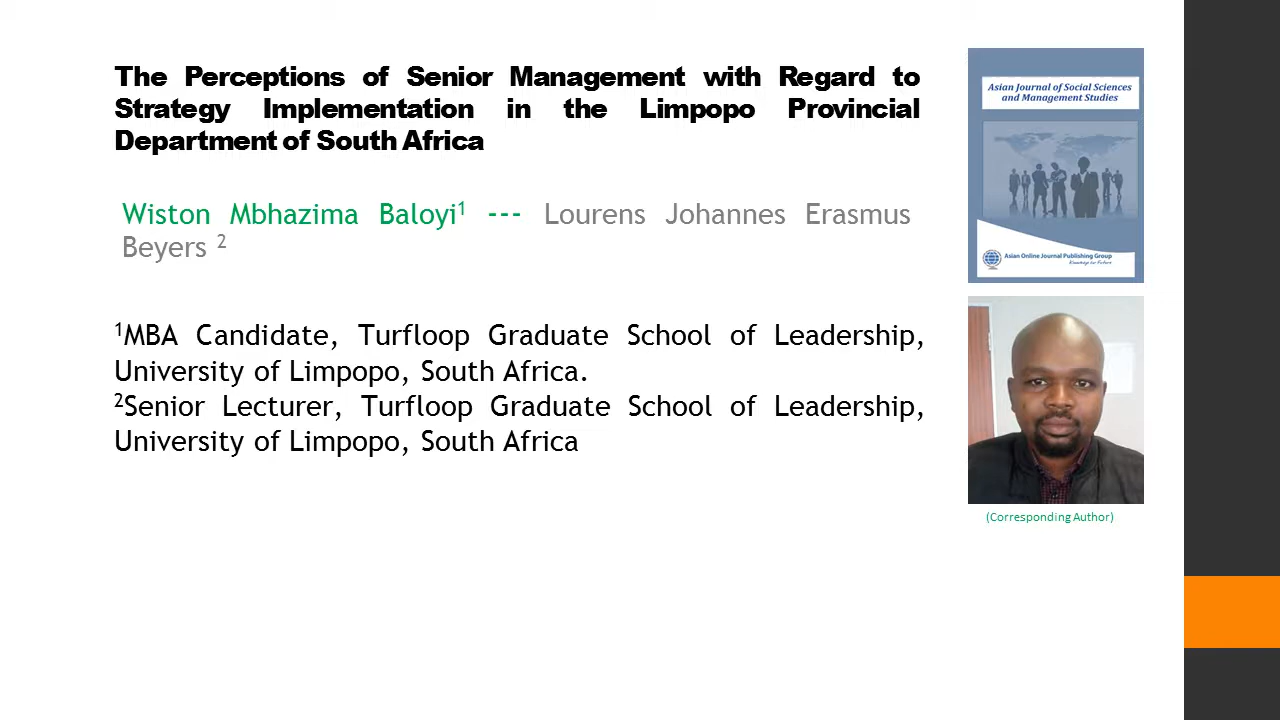 The Perceptions of Senior Management with Regard to
Strategy Implementation in the Limpopo Provincial
Department of South Africa
Wiston Mbhazima Baloyi1 --- Lourens Johannes Erasmus
Beyers 2
1MBA Candidate, Turfloop Graduate School of Leadership,
University of Limpopo, South Africa.
2Senior Lecturer, Turfloop Graduate School of Leadership,
University of Limpopo, South Africa
Asian Journal of Social Sciences
and Management Studies
Asian Online Journal Publishing Group
Knowledge for Future
(Corresponding Author)